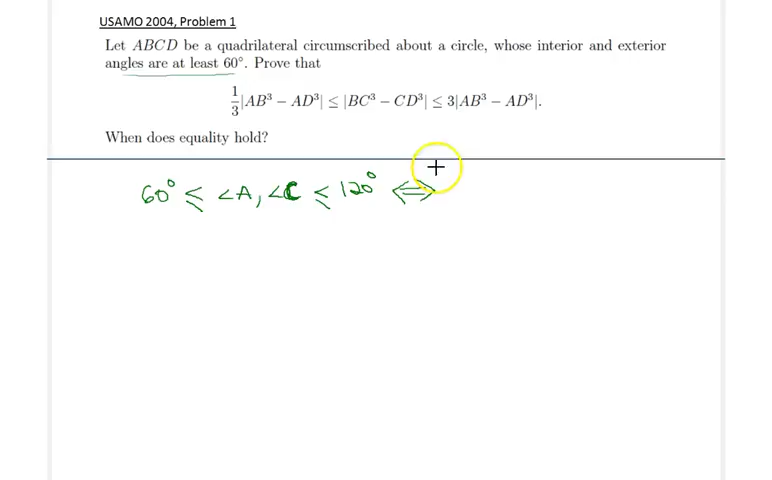 USAMO 2004, Problem 1
Let ABCD be a quadrilateral circumscribed about a circle, whose interior and exterior
angles are at least 60°. Prove that
1/3|AB³ − AD³| ≤ |BC³ − CD³| ≤ 3|AB³ − AD³|.
When does equality hold?
60° ≤ ∠A, ∠C ≤ 120° ⟺